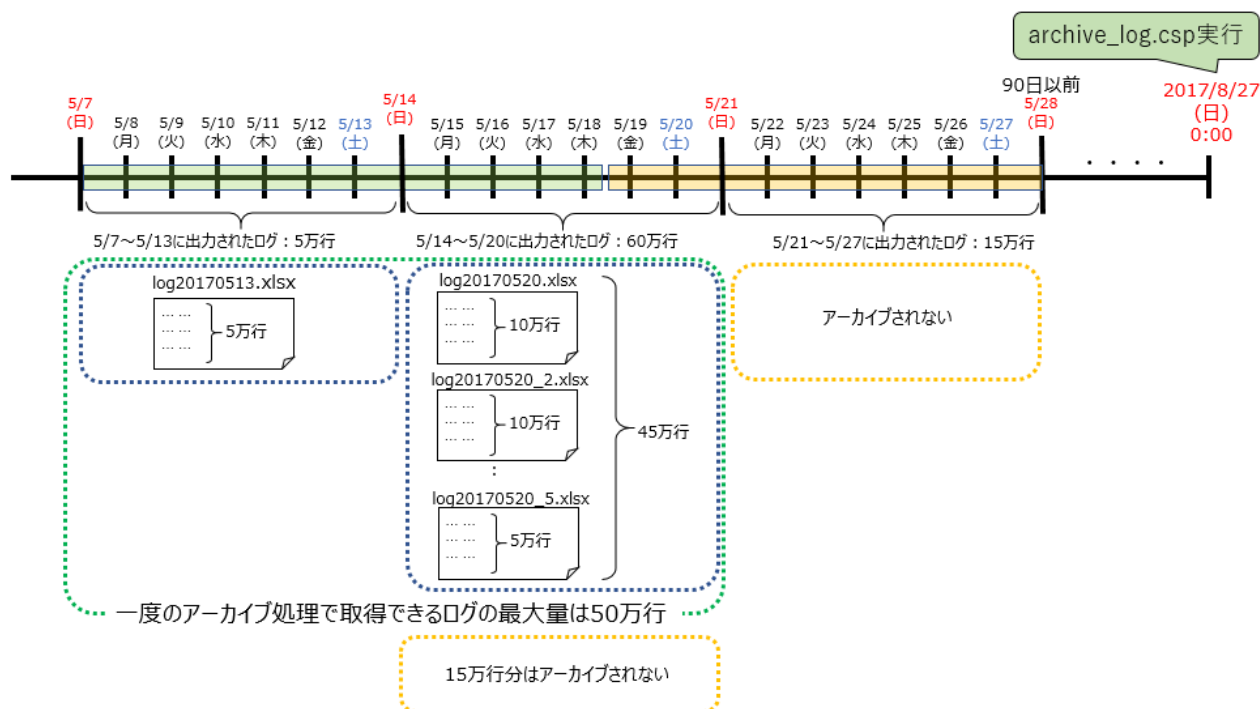 archive_log.csp実行
90日以前
2017/8/27
(日)
0:00
5/7
(日)
5/8
(月)
5/9
(火)
5/10
(水)
5/11
(木)
5/12
(金)
5/13
(土)
5/14
(日)
5/15
(月)
5/16
(火)
5/17
(水)
5/18
(木)
5/19
(金)
5/20
(土)
5/21
(日)
5/22
(月)
5/23
(火)
5/24
(水)
5/25
(木)
5/26
(金)
5/27
(土)
5/28
(日)
・・・・
5/7～5/13に出力されたログ：5万行
5/14～5/20に出力されたログ：60万行
5/21～5/27に出力されたログ：15万行
log20170513.xlsx
... ...
... ...
... ...
5万行
log20170520.xlsx
... ...
... ...
... ...
10万行
log20170520_2.xlsx
... ...
... ...
... ...
10万行
:
log20170520_5.xlsx
... ...
... ...
... ...
5万行
45万行
アーカイブされない
一度のアーカイブ処理で取得できるログの最大量は50万行
15万行分はアーカイブされない